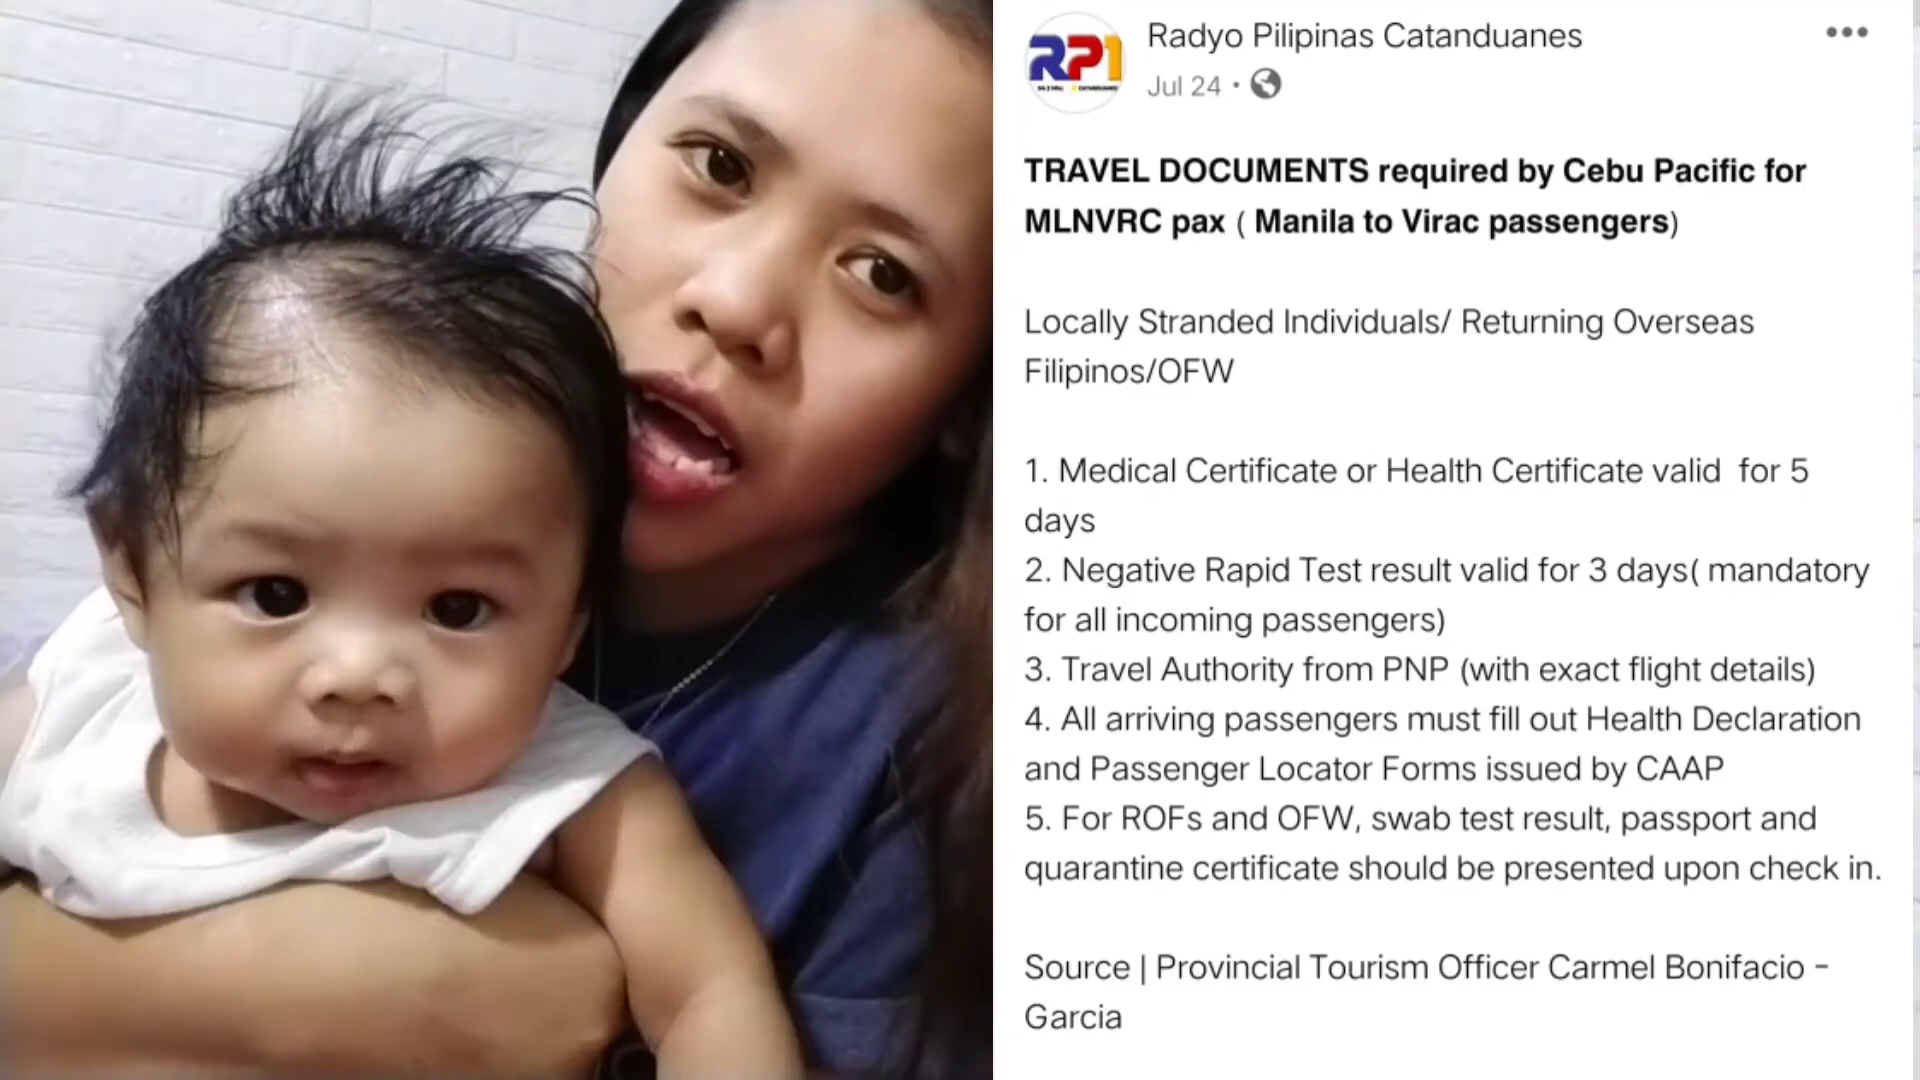 Radyo Pilipinas Catanduanes
RP1
Jul 24 ·
TRAVEL DOCUMENTS required by Cebu Pacific for
MLNVRC pax ( Manila to Virac passengers)
Locally Stranded Individuals/ Returning Overseas
Filipinos/OFW
1. Medical Certificate or Health Certificate valid  for 5
days
2. Negative Rapid Test result valid for 3 days( mandatory
for all incoming passengers)
3. Travel Authority from PNP (with exact flight details)
4. All arriving passengers must fill out Health Declaration
and Passenger Locator Forms issued by CAAP
5. For ROFs and OFW, swab test result, passport and
quarantine certificate should be presented upon check in.
Source | Provincial Tourism Officer Carmel Bonifacio -
Garcia